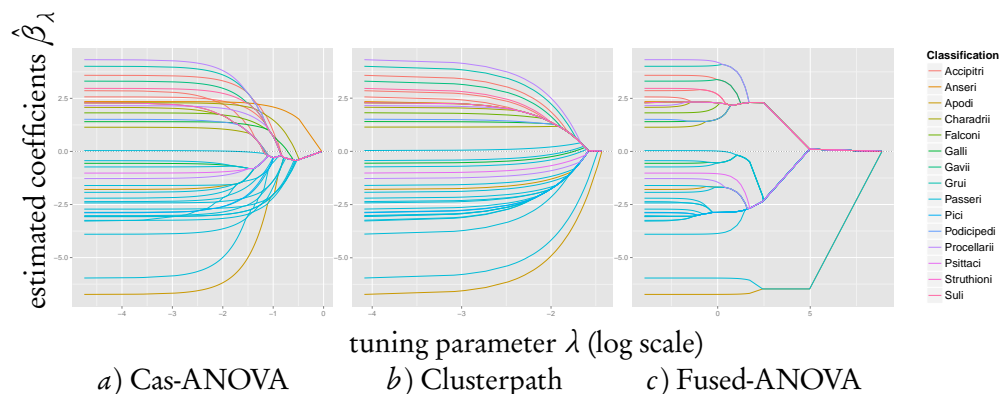 estimated coefficients β̂λ
2.5
0.0
−2.5
−5.0
−4 −3 −2 −1 0
2.5
0.0
−2.5
−5.0
−4 −3 −2
2.5
0.0
−2.5
−5.0
0 5
Classification
Accipitri
Anseri
Apodi
Charadrii
Falconi
Galli
Gavii
Grui
Passeri
Pici
Podicipedi
Procellarii
Psittaci
Struthioni
Suli
tuning parameter λ (log scale)
a) Cas-ANOVA b) Clusterpath c) Fused-ANOVA